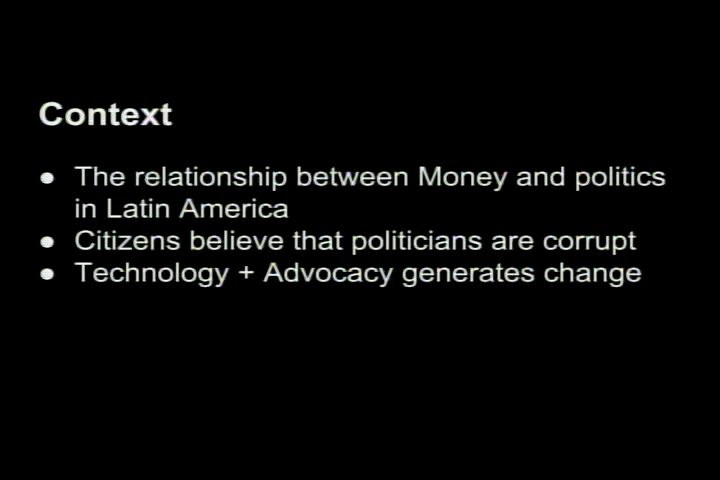 Context
● The relationship between Money and politics
in Latin America
● Citizens believe that politicians are corrupt
● Technology + Advocacy generates change